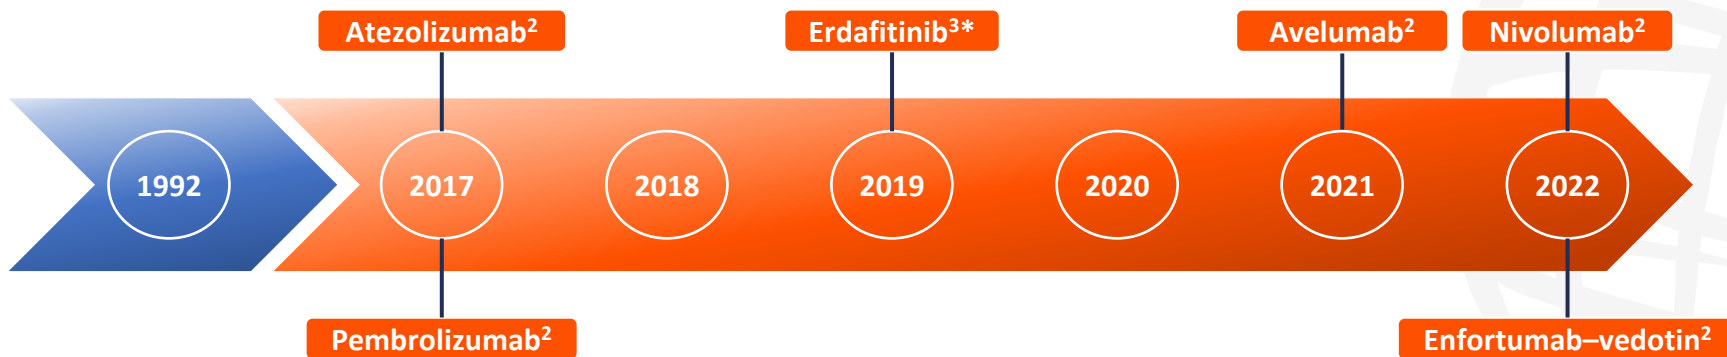 Atezolizumab²
Erdafitinib³*
Avelumab²
Nivolumab²
1992
2017
2018
2019
2020
2021
2022
Pembrolizumab²
Enfortumab–vedotin²